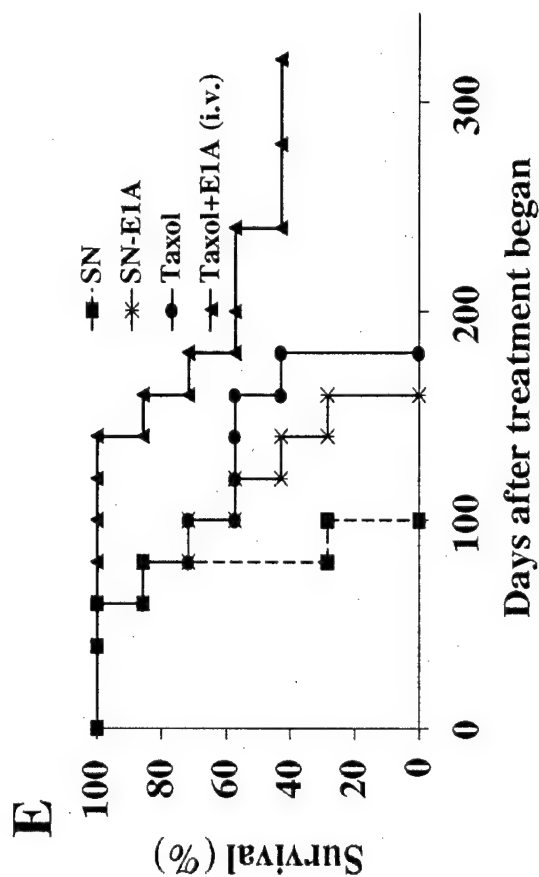 E
SN
SN-E1A
Taxol
Taxol+E1A (i.v.)
Survival (%)
100
80
60
40
20
0
0
100
200
300
Days after treatment began